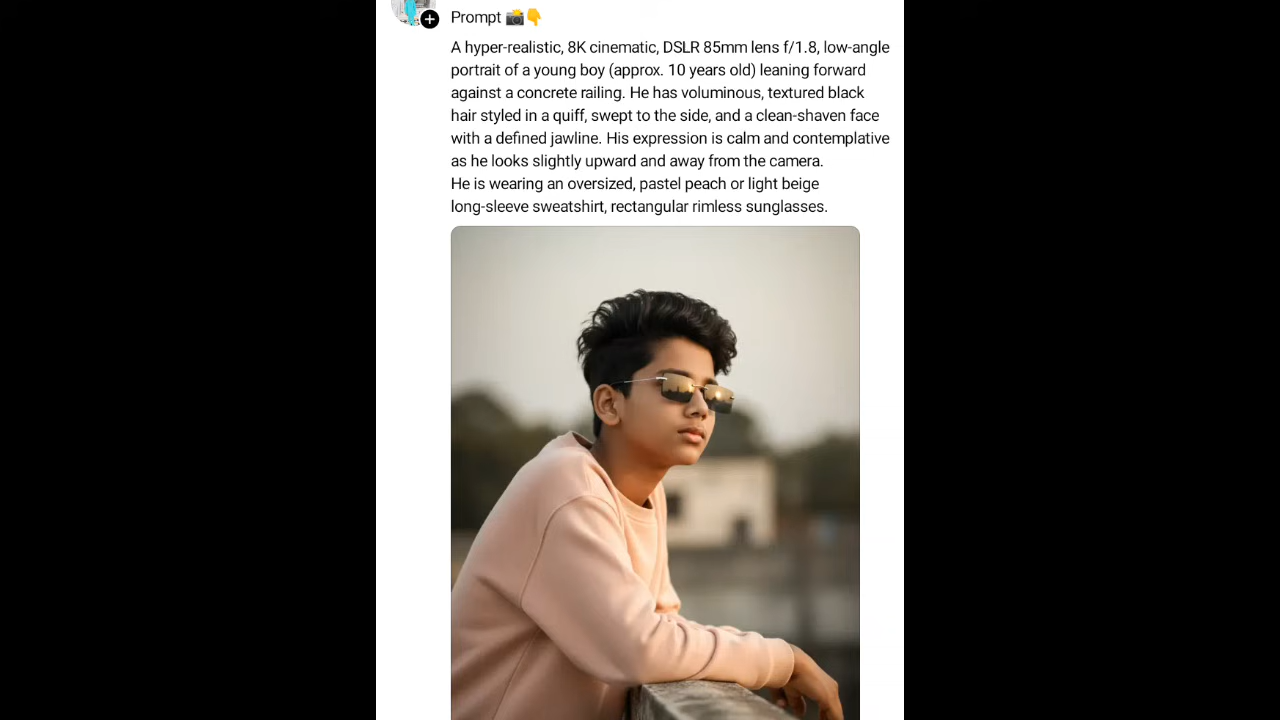 Prompt 📸👇
A hyper-realistic, 8K cinematic, DSLR 85mm lens f/1.8, low-angle
portrait of a young boy (approx. 10 years old) leaning forward
against a concrete railing. He has voluminous, textured black
hair styled in a quiff, swept to the side, and a clean-shaven face
with a defined jawline. His expression is calm and contemplative
as he looks slightly upward and away from the camera.
He is wearing an oversized, pastel peach or light beige
long-sleeve sweatshirt, rectangular rimless sunglasses.